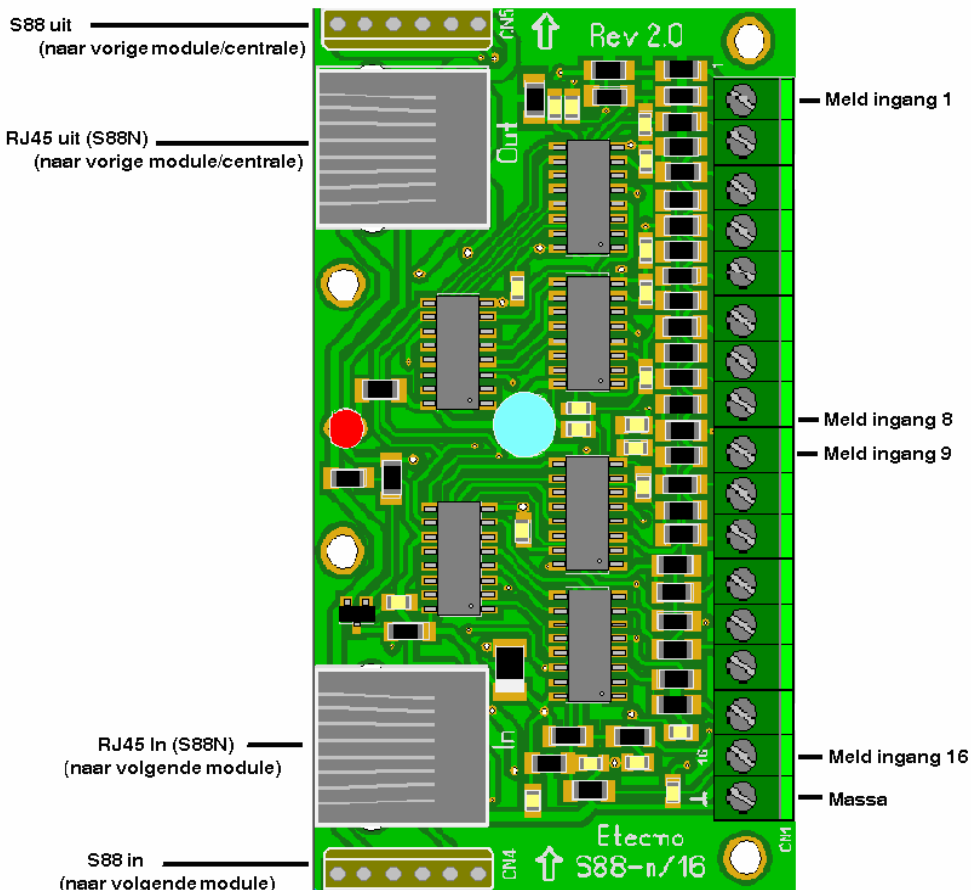 S88 uit
(naar vorige module/centrale)
CN5
Rev 2.0
1
Meld ingang 1
RJ45 uit (S88N)
(naar vorige module/centrale)
Out
Meld ingang 8
Meld ingang 9
RJ45 In (S88N)
(naar volgende module)
In
16
Meld ingang 16
Massa
S88 in
(naar volgende module)
CN4
Etecno
S88-n/16
CN1